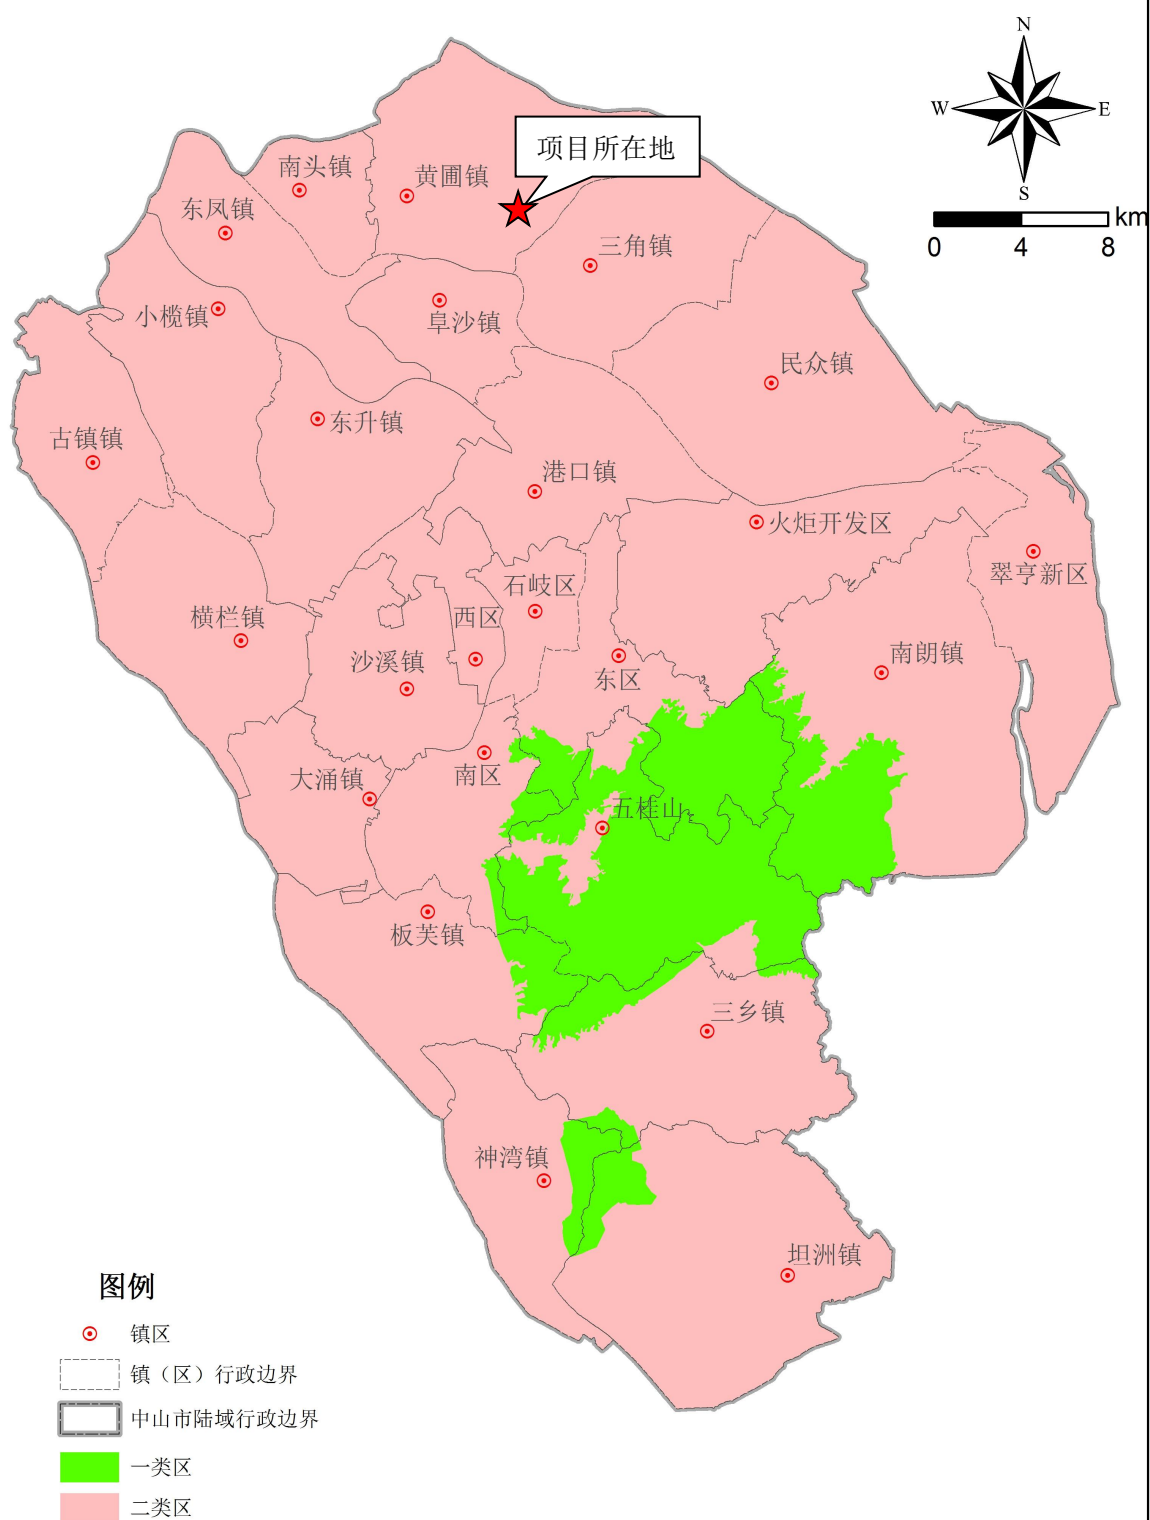 N
W
E
S
km
0
4
8
项目所在地
南头镇
黄圃镇
东凤镇
三角镇
小榄镇
阜沙镇
民众镇
古镇镇
东升镇
港口镇
火炬开发区
翠亨新区
石岐区
横栏镇
西区
沙溪镇
东区
南朗镇
南区
大涌镇
五桂山
板芙镇
三乡镇
神湾镇
坦洲镇
图例
镇区
镇（区）行政边界
中山市陆域行政边界
一类区
二类区